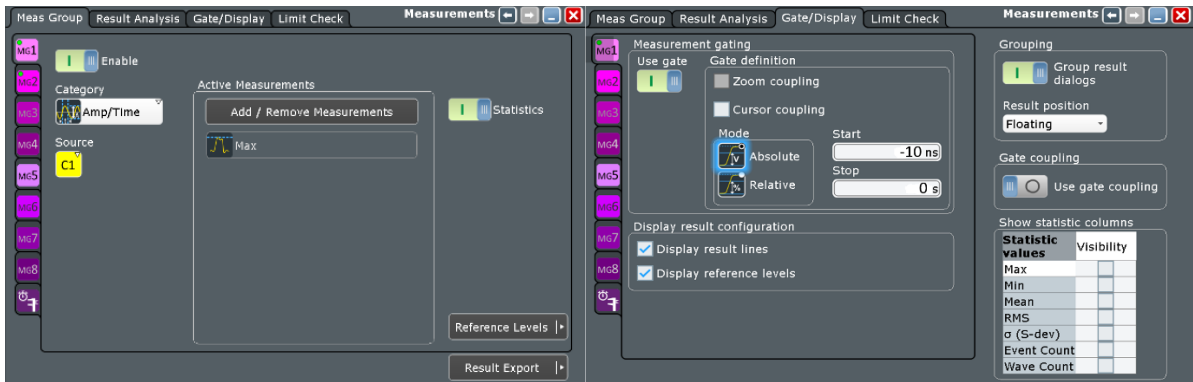 Meas Group Result Analysis Gate/Display Limit Check Measurements
MG1
MG2
MG3
MG4
MG5
MG6
MG7
MG8
Enable
Category
Amp/Time
Source
C1
Active Measurements
Add / Remove Measurements
Max
Statistics
Reference Levels
Result Export
Meas Group Result Analysis Gate/Display Limit Check Measurements
MG1
MG2
MG3
MG4
MG5
MG6
MG7
MG8
Measurement gating
Use gate
Gate definition
Zoom coupling
Cursor coupling
Mode
Absolute
Relative
Start
-10 ns
Stop
0 s
Display result configuration
Display result lines
Display reference levels
Grouping
Group result
dialogs
Result position
Floating
Gate coupling
Use gate coupling
Show statistic columns
Statistic
values
Visibility
Max
Min
Mean
RMS
σ (S-dev)
Event Count
Wave Count